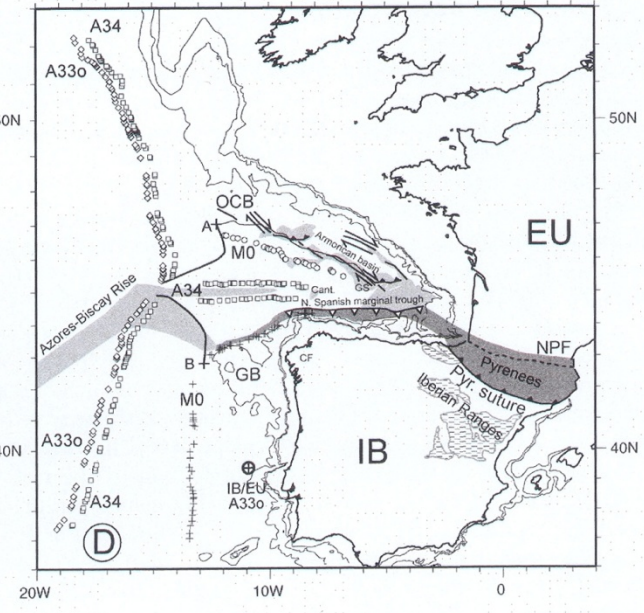 A34
A33o
50N
50N
OCB
A
EU
M0
Armorican basin
GS
A34
Cant.
N. Spanish marginal trough
Azores-Biscay Rise
NPF
CF
Pyrenees
B
GB
Pyr. suture
M0
Iberian Ranges
A33o
IB
40N
40N
IB/EU
A33o
A34
D
20W
10W
0